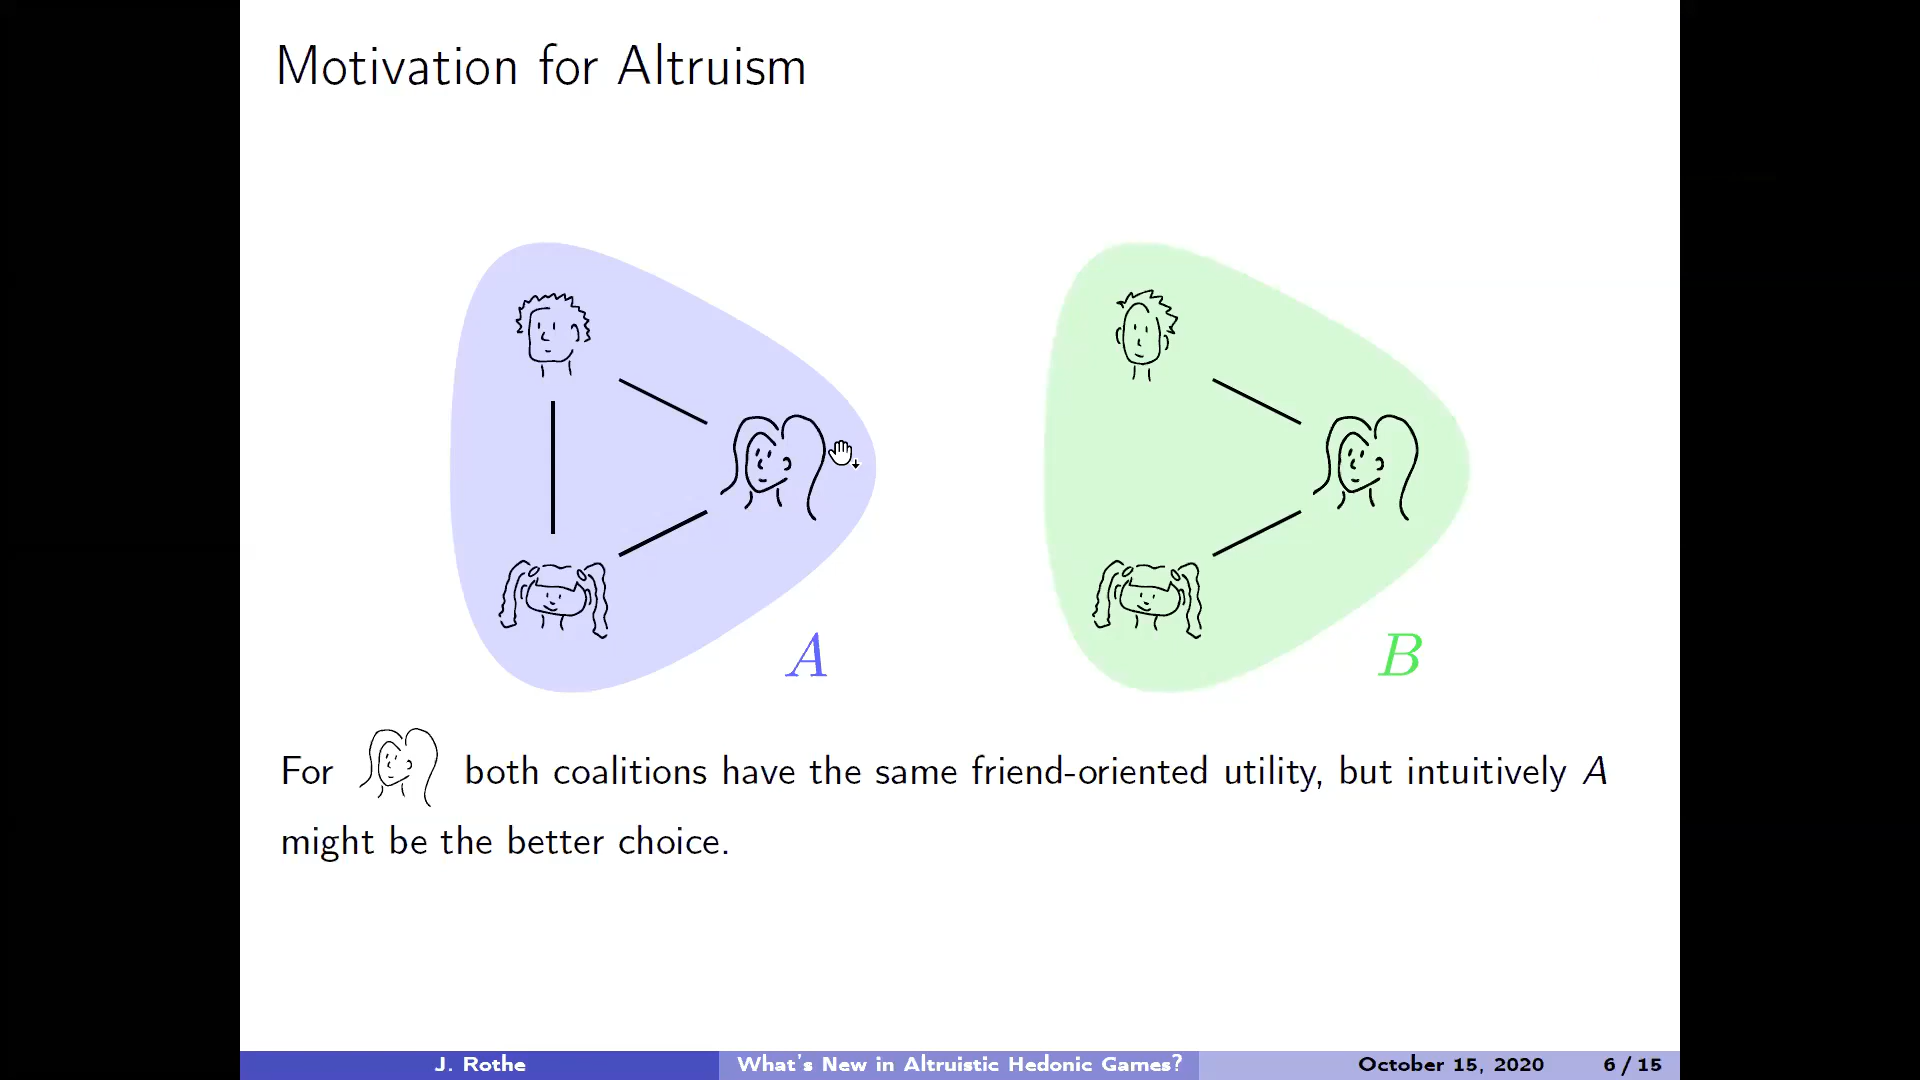 Motivation for Altruism
A
B
For both coalitions have the same friend-oriented utility, but intuitively A
might be the better choice.
J. Rothe What's New in Altruistic Hedonic Games? October 15, 2020 6 / 15